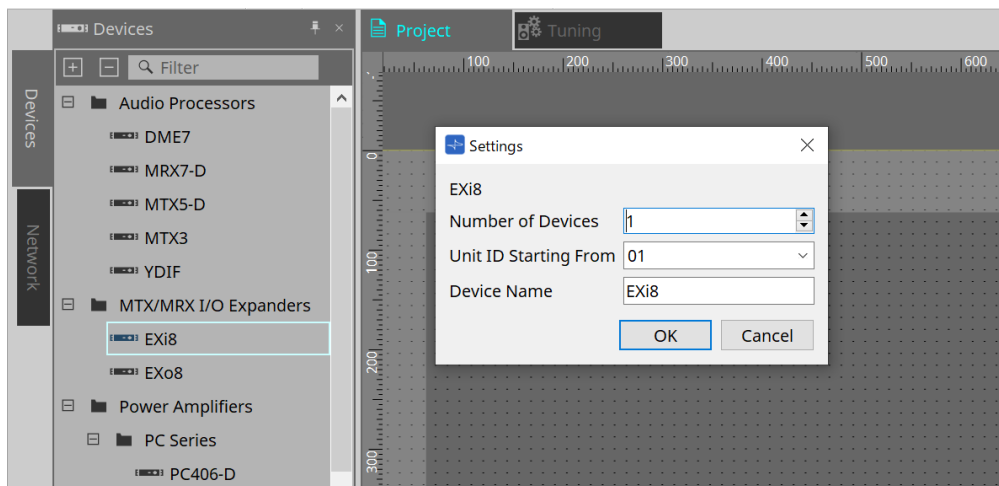 Devices
Project
Tuning
Filter
100 200 300 400 500 600
Devices
Network
Audio Processors
DME7
MRX7-D
MTX5-D
MTX3
YDIF
MTX/MRX I/O Expanders
EXi8
EXo8
Power Amplifiers
PC Series
PC406-D
0
100
200
300
Settings
EXi8
Number of Devices 1
Unit ID Starting From 01
Device Name EXi8
OK Cancel